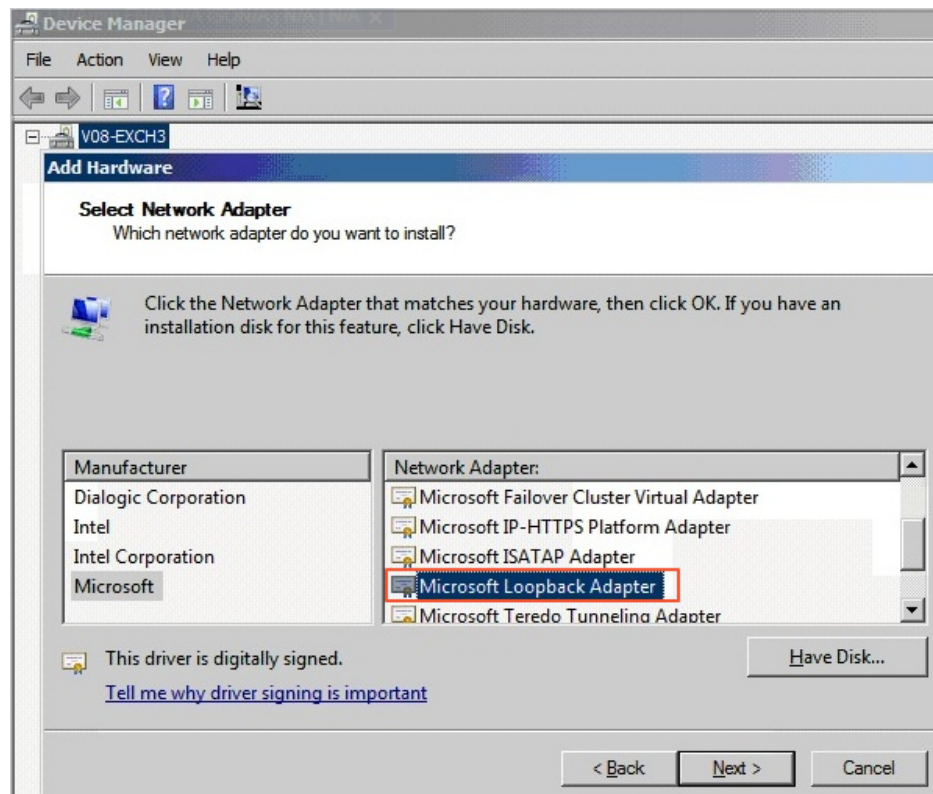 Device Manager
File Action View Help
V08-EXCH3
Add Hardware
Select Network Adapter
Which network adapter do you want to install?
Click the Network Adapter that matches your hardware, then click OK. If you have an
installation disk for this feature, click Have Disk.
Manufacturer
Dialogic Corporation
Intel
Intel Corporation
Microsoft
Network Adapter:
Microsoft Failover Cluster Virtual Adapter
Microsoft IP-HTTPS Platform Adapter
Microsoft ISATAP Adapter
Microsoft Loopback Adapter
Microsoft Teredo Tunneling Adapter
This driver is digitally signed.
Tell me why driver signing is important
Have Disk...
< Back Next > Cancel